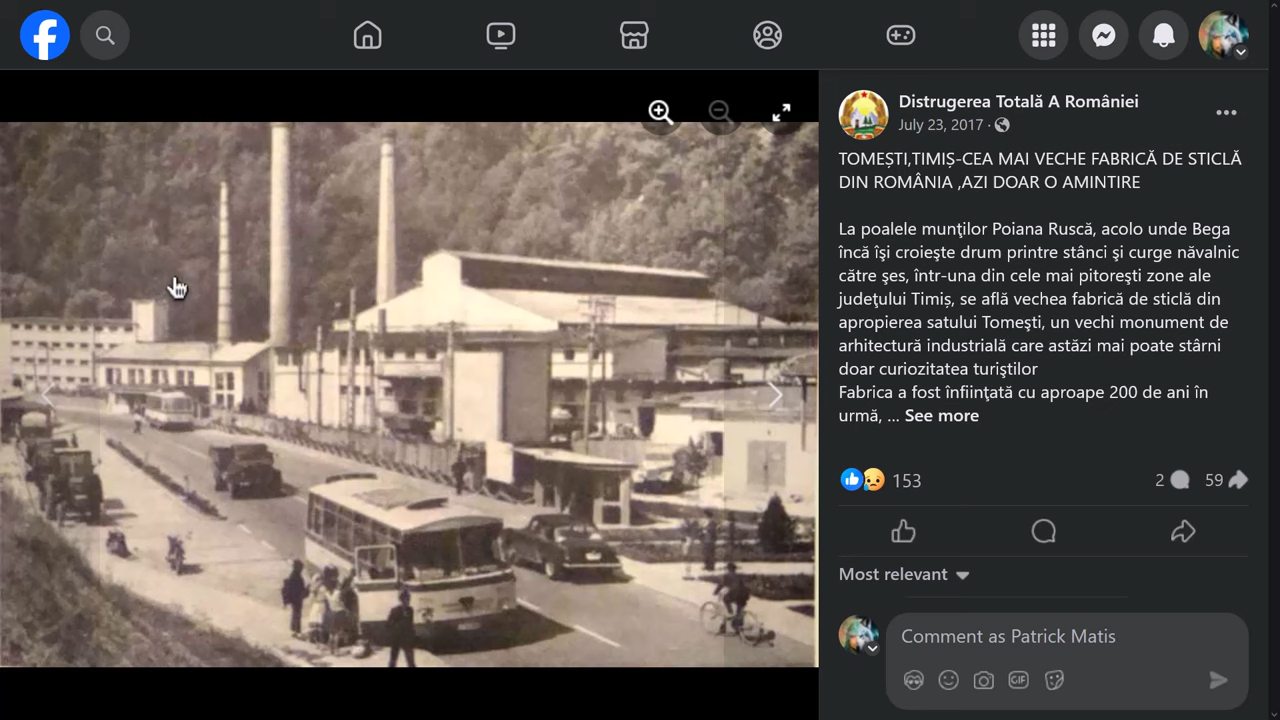 Distrugerea Totală A României
July 23, 2017 ·
TOMEȘTI,TIMIȘ-CEA MAI VECHE FABRICĂ DE STICLĂ
DIN ROMÂNIA ,AZI DOAR O AMINTIRE
La poalele munţilor Poiana Ruscă, acolo unde Bega
încă îşi croieşte drum printre stânci şi curge năvalnic
către şes, într-una din cele mai pitoreşti zone ale
judeţului Timiș, se află vechea fabrică de sticlă din
apropierea satului Tomeşti, un vechi monument de
arhitectură industrială care astăzi mai poate stârni
doar curiozitatea turiştilor
Fabrica a fost înfiinţată cu aproape 200 de ani în
urmă, ... See more
153
2
59
Most relevant
Comment as Patrick Matis
GIF